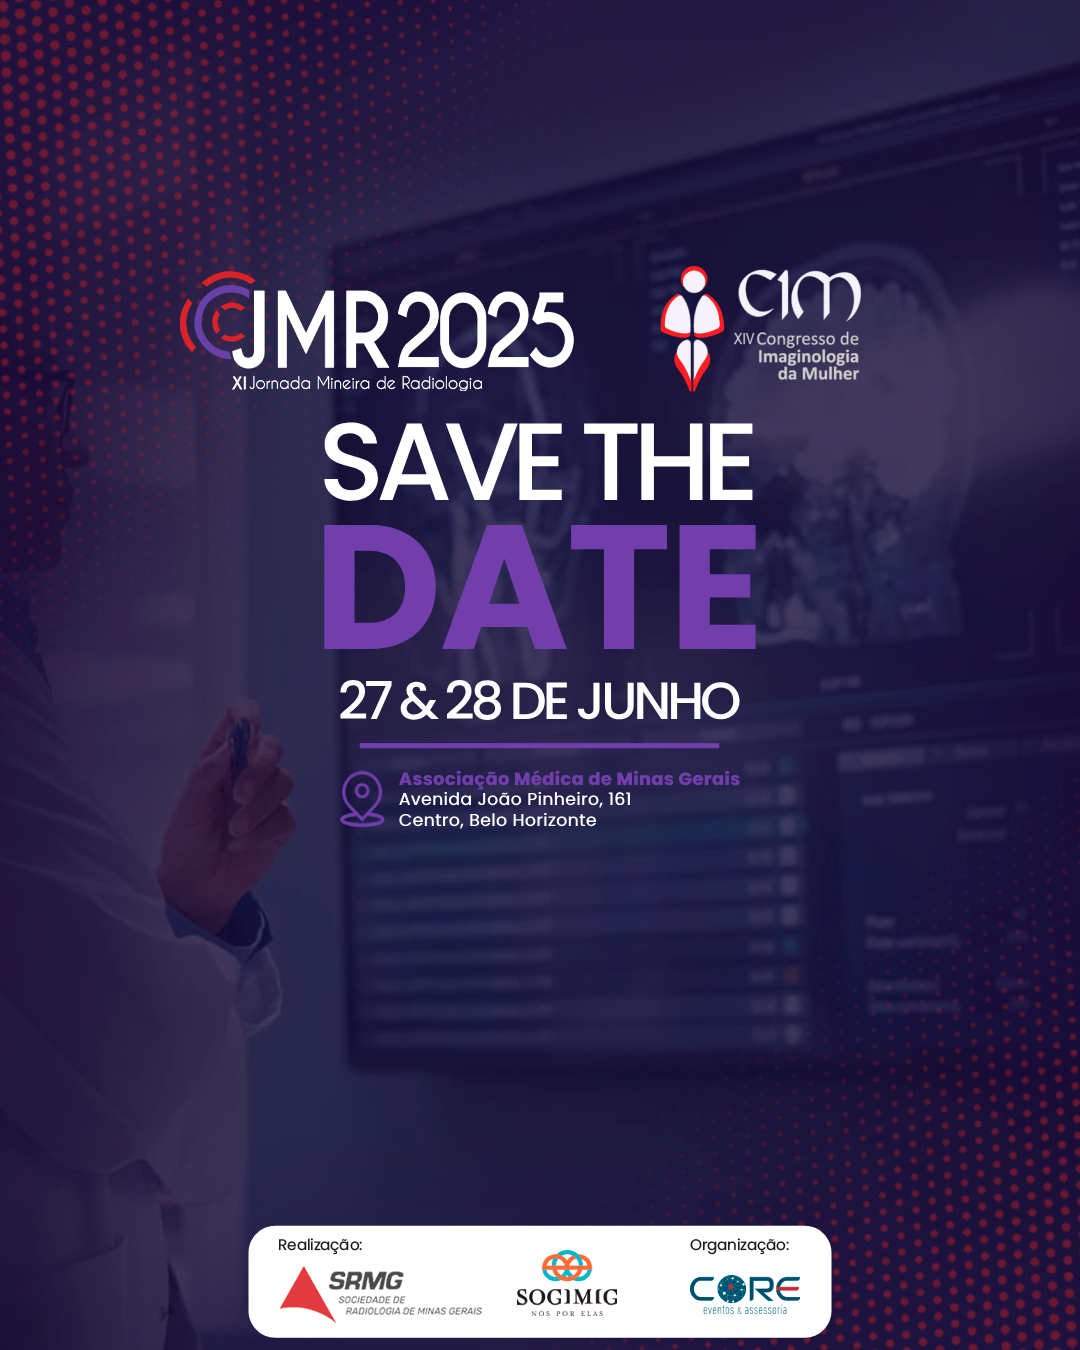 JMR 2025
XI Jornada Mineira de Radiologia
CIM
XIV Congresso de
Imaginologia
da Mulher
SAVE THE
DATE
27 & 28 DE JUNHO
Associação Médica de Minas Gerais
Avenida João Pinheiro, 161
Centro, Belo Horizonte
Realização:
SRMG
SOCIEDADE DE
RADIOLOGIA DE MINAS GERAIS
SOGIMIG
NÓS POR ELAS
Organização:
CORE
eventos & assessoria